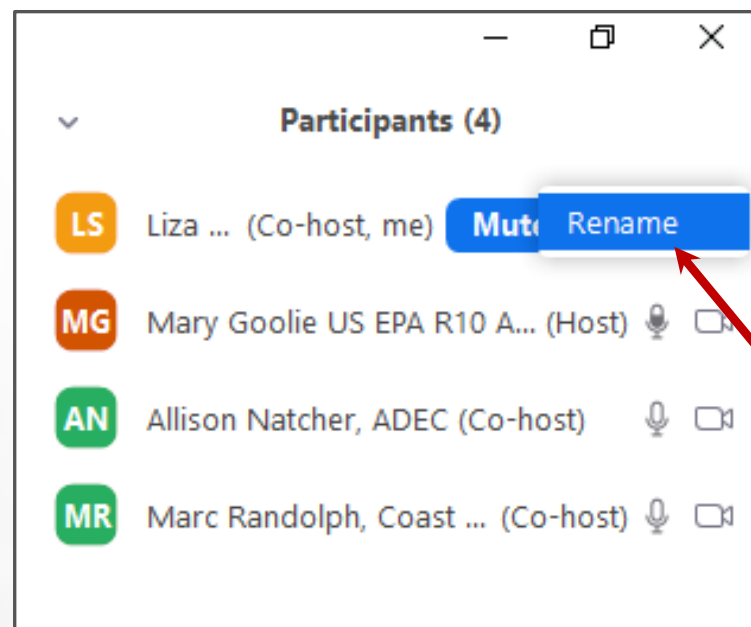 Participants (4)
LS Liza ... (Co-host, me) Mute Rename
MG Mary Goolie US EPA R10 A... (Host)
AN Allison Natcher, ADEC (Co-host)
MR Marc Randolph, Coast ... (Co-host)